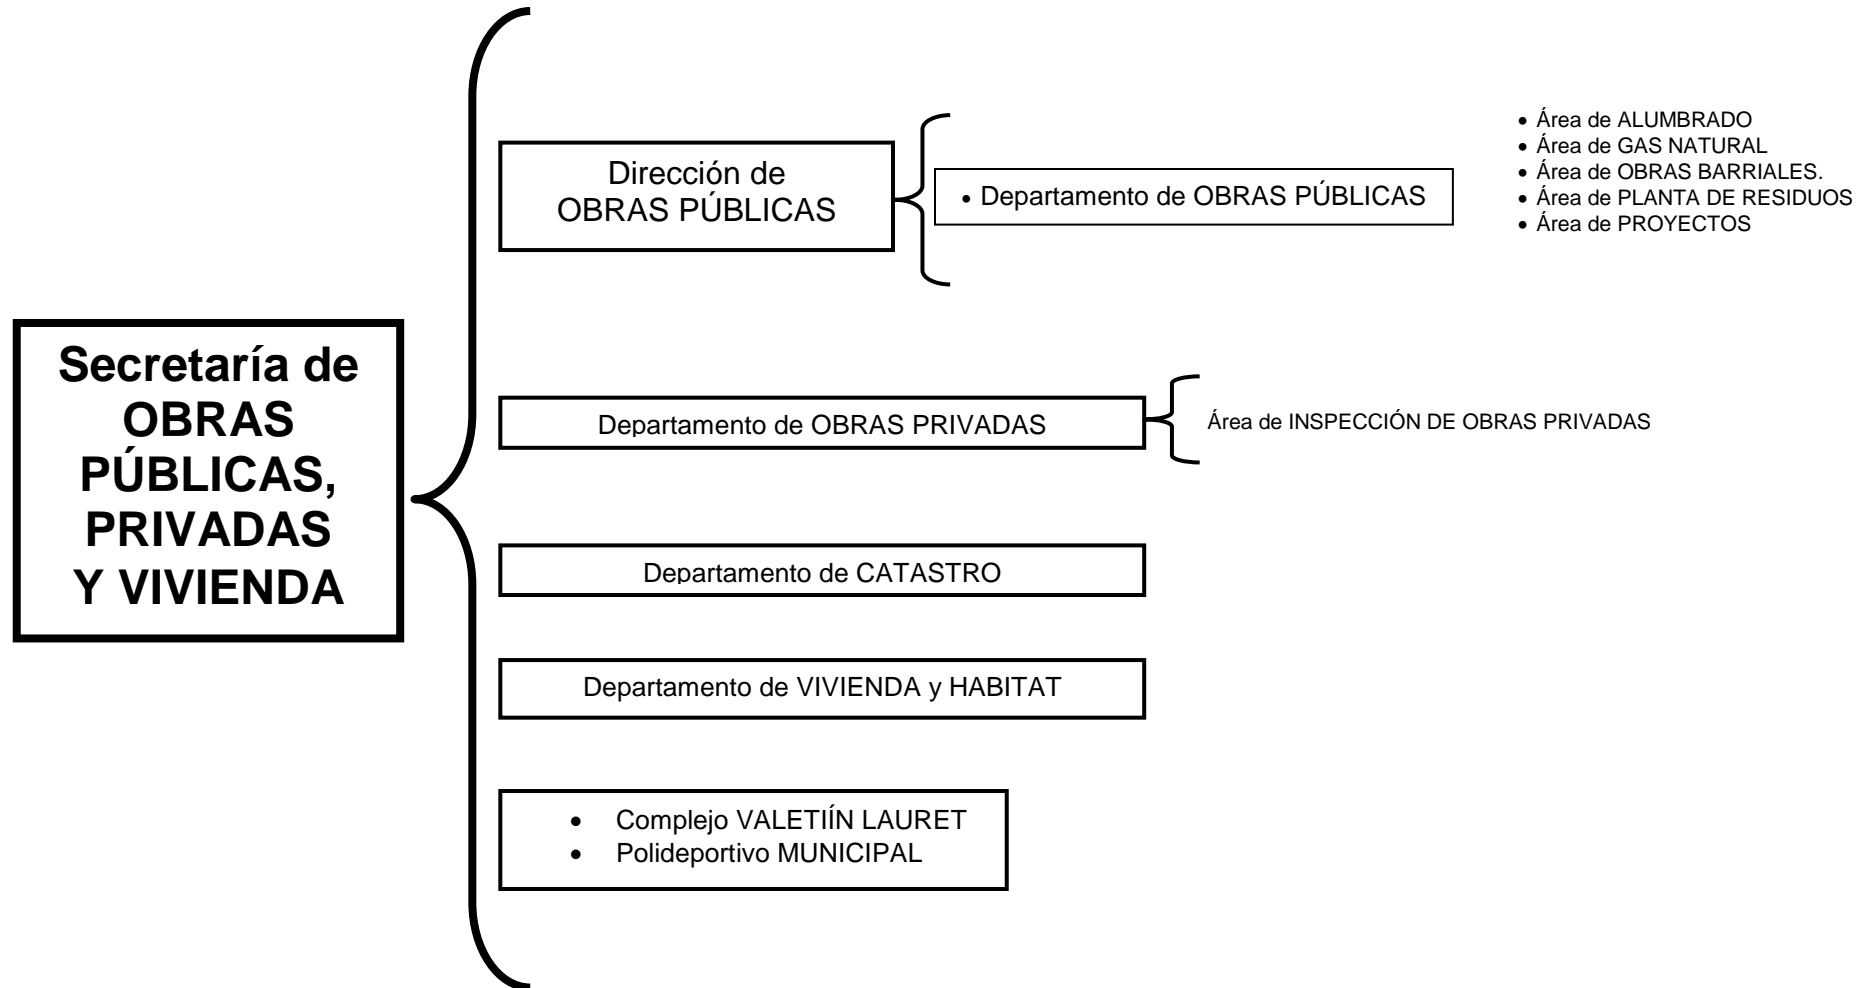 Secretaría de
OBRAS
PÚBLICAS,
PRIVADAS
Y VIVIENDA
Dirección de
OBRAS PÚBLICAS
• Departamento de OBRAS PÚBLICAS
• Área de ALUMBRADO
• Área de GAS NATURAL
• Área de OBRAS BARRIALES.
• Área de PLANTA DE RESIDUOS
• Área de PROYECTOS
Departamento de OBRAS PRIVADAS
Área de INSPECCIÓN DE OBRAS PRIVADAS
Departamento de CATASTRO
Departamento de VIVIENDA y HABITAT
• Complejo VALETIÍN LAURET
• Polideportivo MUNICIPAL